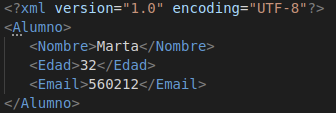 <?xml version="1.0" encoding="UTF-8"?>
<Alumno>
<Nombre>Marta</Nombre>
<Edad>32</Edad>
<Email>560212</Email>
</Alumno>